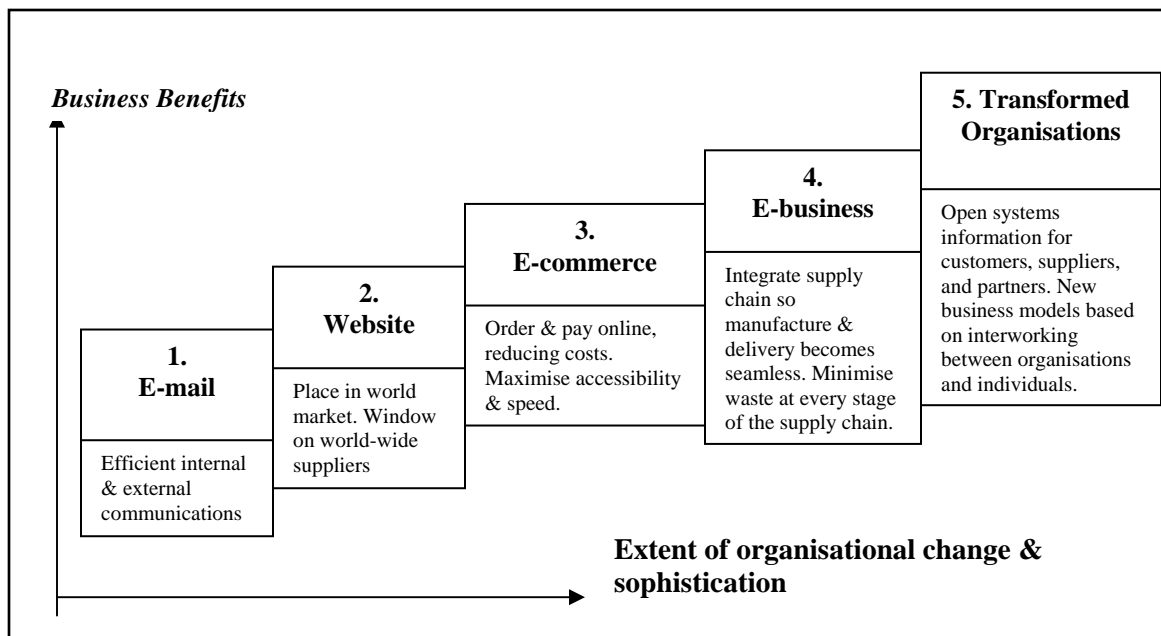 Business Benefits
5. Transformed
Organisations
Open systems
information for
customers, suppliers,
and partners. New
business models based
on interworking
between organisations
and individuals.
4.
E-business
Integrate supply
chain so
manufacture &
delivery becomes
seamless. Minimise
waste at every stage
of the supply chain.
3.
E-commerce
Order & pay online,
reducing costs.
Maximise accessibility
& speed.
2.
Website
Place in world
market. Window
on world-wide
suppliers
1.
E-mail
Efficient internal
& external
communications
Extent of organisational change &
sophistication